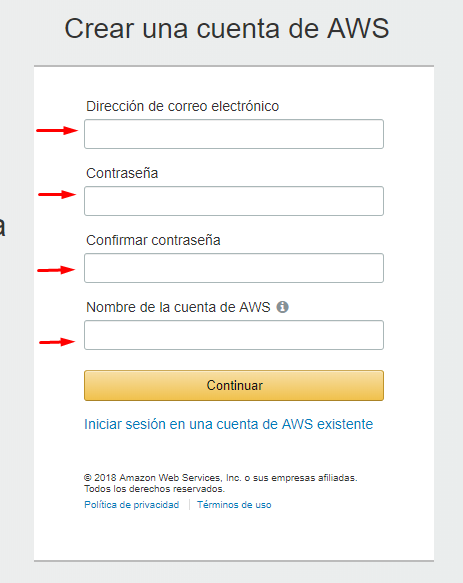 Crear una cuenta de AWS
Dirección de correo electrónico
Contraseña
a
Confirmar contraseña
Nombre de la cuenta de AWS
Continuar
Iniciar sesión en una cuenta de AWS existente
© 2018 Amazon Web Services, Inc. o sus empresas afiliadas.
Todos los derechos reservados.
Política de privacidad | Términos de uso